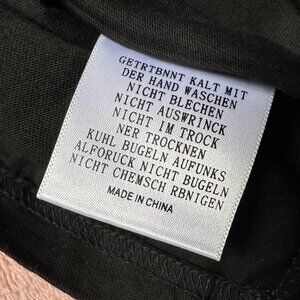 GETRTBNNT KALT MIT
DER HAND WASCHEN
NICHT BLECHEN
NICHT AUSWRINCK
NICHT IM TROCK
NER TROCKNEN
KUHL BUGELN AUFUNKS
ALFORUCK NICHT BUGELN
NICHT CHEMSCH RBNIGEN
MADE IN CHINA